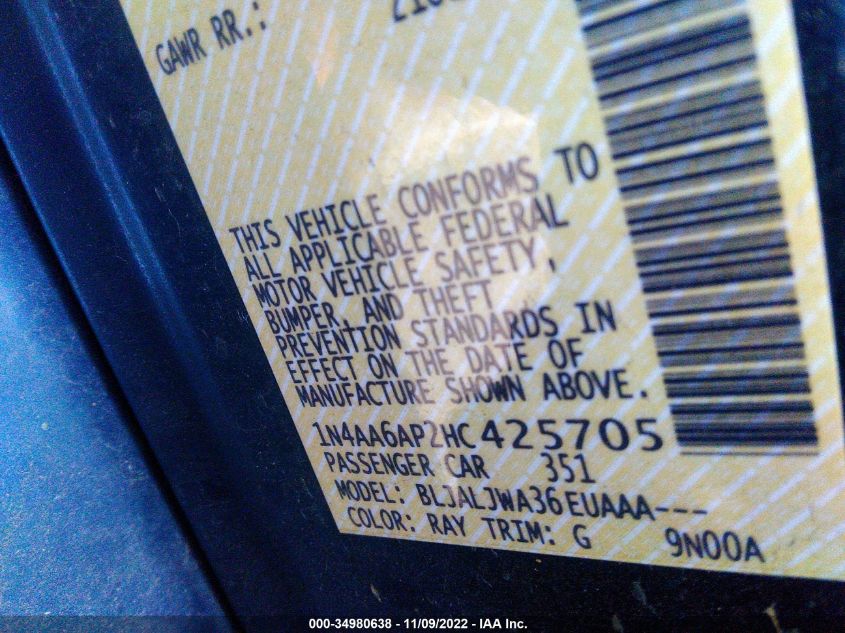 GAWR RR.:
THIS VEHICLE CONFORMS TO
ALL APPLICABLE FEDERAL
MOTOR VEHICLE SAFETY,
BUMPER, AND THEFT
PREVENTION STANDARDS IN
EFFECT ON THE DATE OF
MANUFACTURE SHOWN ABOVE.
1N4AA6AP2HC425705
PASSENGER CAR 351
MODEL: BLJALJWA36EUAAA---
COLOR: RAY TRIM: G 9N00A
000-34980638 - 11/09/2022 - IAA Inc.